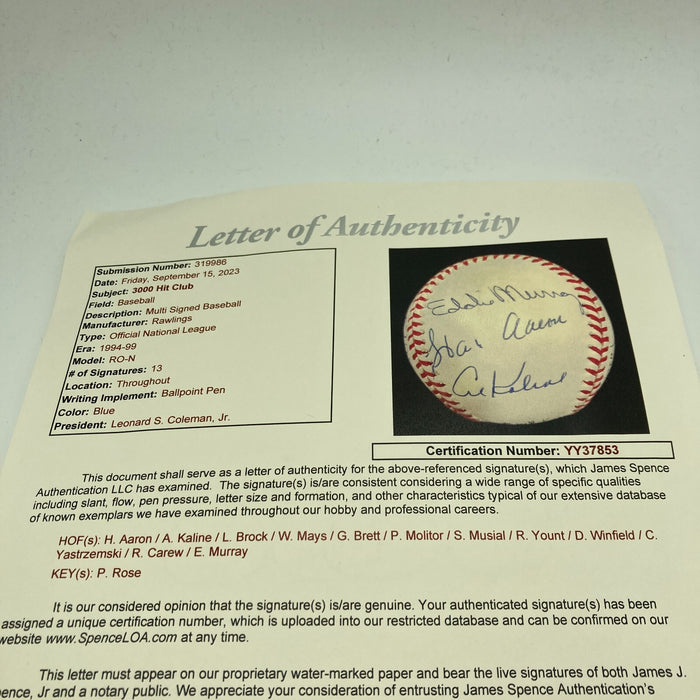 Letter of Authenticity
Submission Number: 319986
Date: Friday, September 15, 2023
Subject: 3000 Hit Club
Field: Baseball
Description: Multi Signed Baseball
Manufacturer: Rawlings
Type: Official National League
Era: 1994-99
Model: RO-N
# of Signatures: 13
Location: Throughout
Writing Implement: Ballpoint Pen
Color: Blue
President: Leonard S. Coleman, Jr.
Eddie Murray
Hank Aaron
Al Kaline
Certification Number: YY37853
This document shall serve as a letter of authenticity for the above-referenced signature(s), which James Spence
Authentication LLC has examined. The signature(s) is/are consistent considering a wide range of specific qualities
including slant, flow, pen pressure, letter size and formation, and other characteristics typical of our extensive database
of known exemplars we have examined throughout our hobby and professional careers.
HOF(s): H. Aaron / A. Kaline / L. Brock / W. Mays / G. Brett / P. Molitor / S. Musial / R. Yount / D. Winfield / C.
Yastrzemski / R. Carew / E. Murray
KEY(s): P. Rose
It is our considered opinion that the signature(s) is/are genuine. Your authenticated signature(s) has been
assigned a unique certification number, which is uploaded into our restricted database and can be confirmed on our
website www.SpenceLOA.com at any time.
This letter must appear on our proprietary water-marked paper and bear the live signatures of both James J.
ence, Jr and a notary public. We appreciate your consideration of entrusting James Spence Authentication's